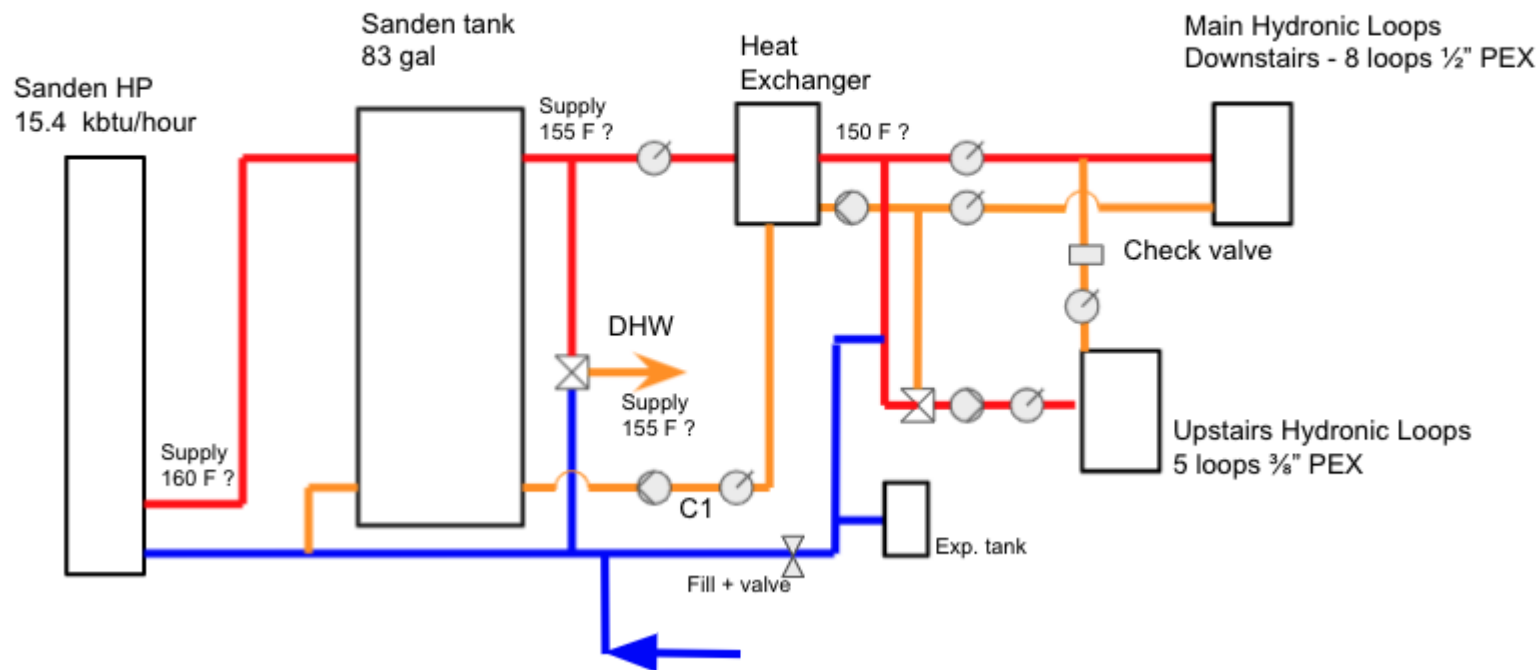 Sanden HP
15.4  kbtu/hour
Sanden tank
83 gal
Supply
155 F ?
Heat
Exchanger
150 F ?
Main Hydronic Loops
Downstairs - 8 loops ½” PEX
Check valve
DHW
Supply
155 F ?
Supply
160 F ?
C1
Upstairs Hydronic Loops
5 loops ⅜” PEX
Exp. tank
Fill + valve